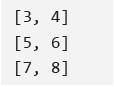 [3, 4]
[5, 6]
[7, 8]